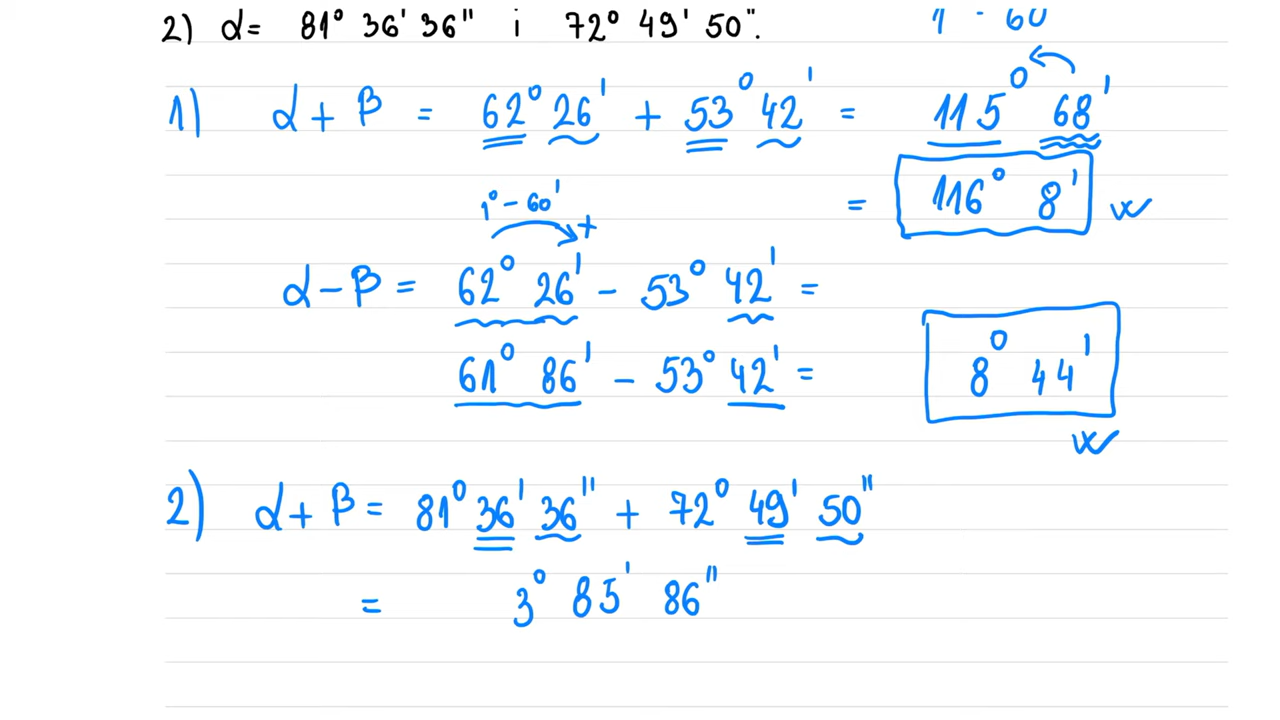 2) α = 81° 36' 36" i 72° 49' 50".
1) α + β = 62° 26' + 53° 42' = 115° 68'
= 116° 8'
1° - 60' +
α - β = 62° 26' - 53° 42' =
61° 86' - 53° 42' = 8° 44'
2) α + β = 81° 36' 36" + 72° 49' 50"
= 3° 85' 86"